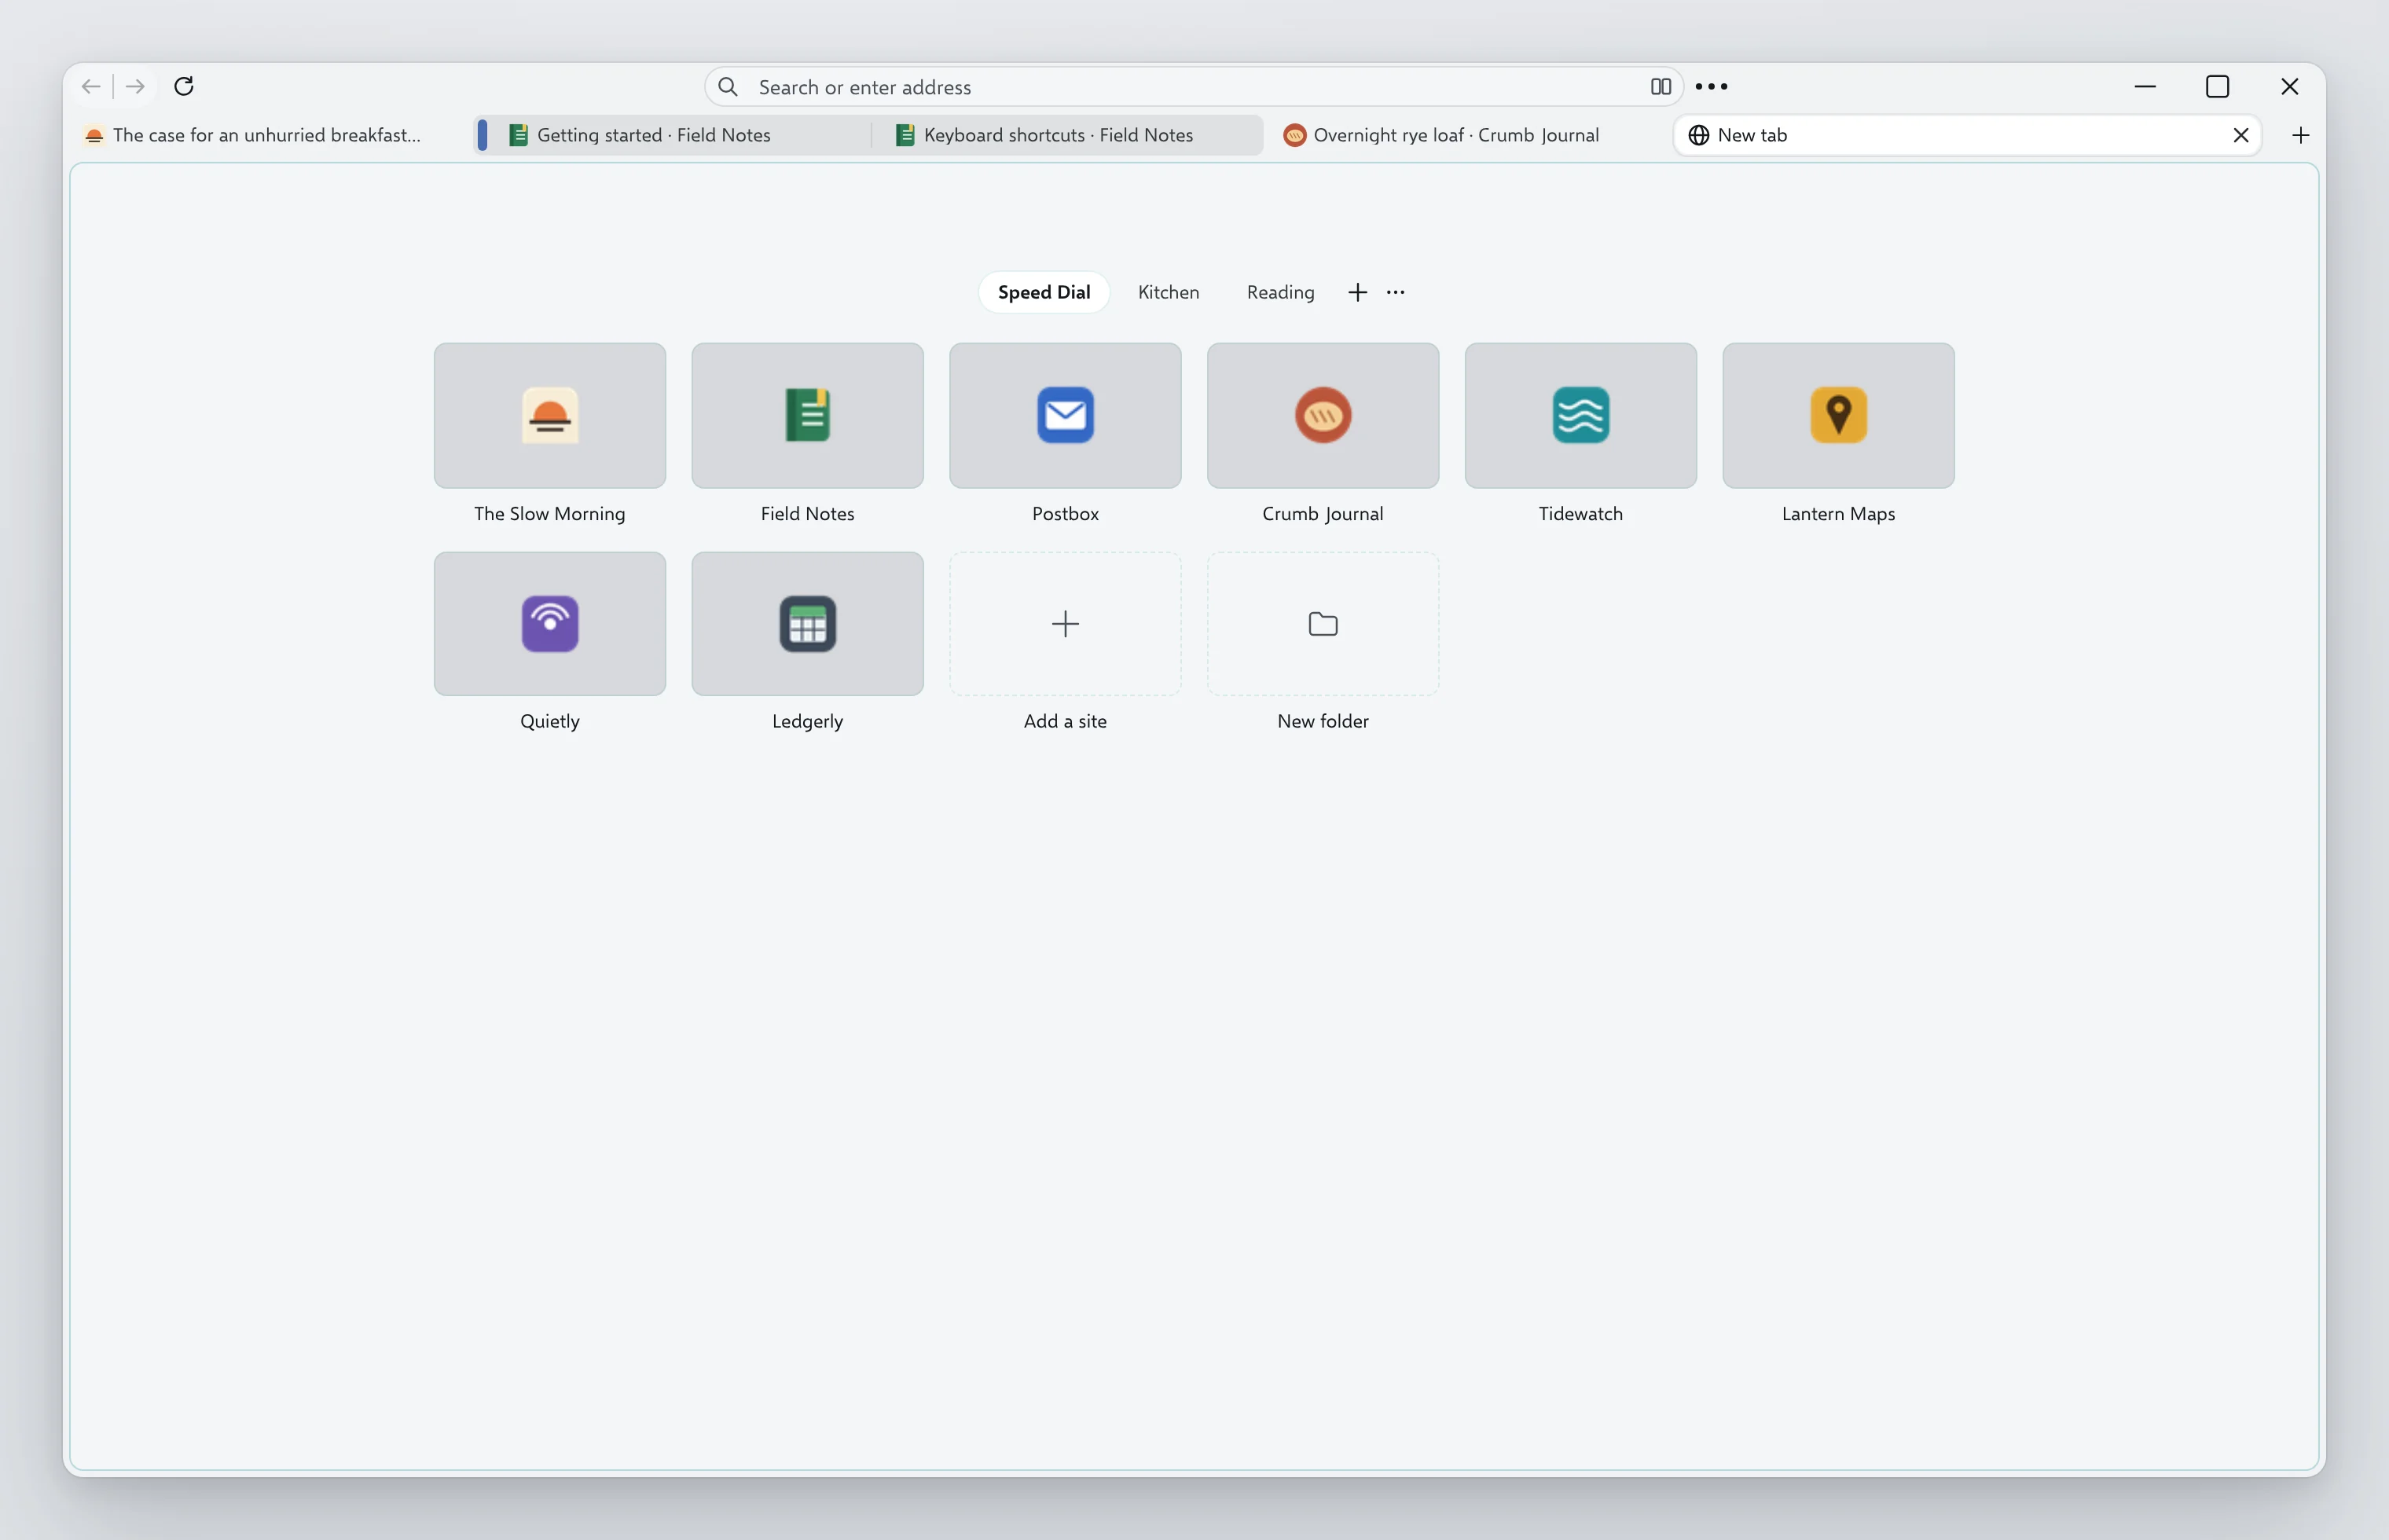 Search or enter address
The case for an unhurried breakfast...
Getting started · Field Notes
Keyboard shortcuts · Field Notes
Overnight rye loaf · Crumb Journal
New tab
Speed Dial
Kitchen
Reading
The Slow Morning
Field Notes
Postbox
Crumb Journal
Tidewatch
Lantern Maps
Quietly
Ledgerly
Add a site
New folder